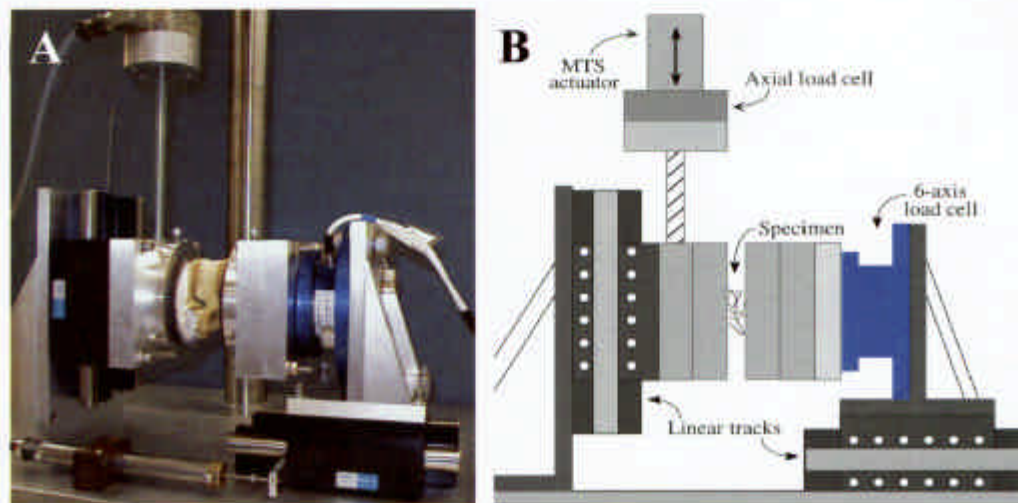 A
B
MTS
actuator
Axial load cell
6-axis
load cell
Specimen
Linear tracks